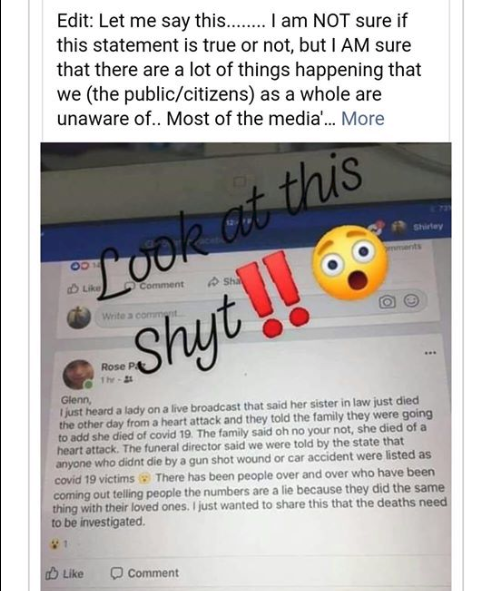 Edit: Let me say this........ I am NOT sure if
this statement is true or not, but I AM sure
that there are a lot of things happening that
we (the public/citizens) as a whole are
unaware of.. Most of the media'... More
Look at this
Shyt
Shirley
Like
Comment
Sha
Write a comment...
Rose P
1 hr
Glenn,
I just heard a lady on a live broadcast that said her sister in law just died
the other day from a heart attack and they told the family they were going
to add she died of covid 19. The family said oh no your not, she died of a
heart attack. The funeral director said we were told by the state that
anyone who didnt die by a gun shot wound or car accident were listed as
covid 19 victims 😮 There has been people over and over who have been
coming out telling people the numbers are a lie because they did the same
thing with their loved ones. I just wanted to share this that the deaths need
to be investigated.
1
Like
Comment